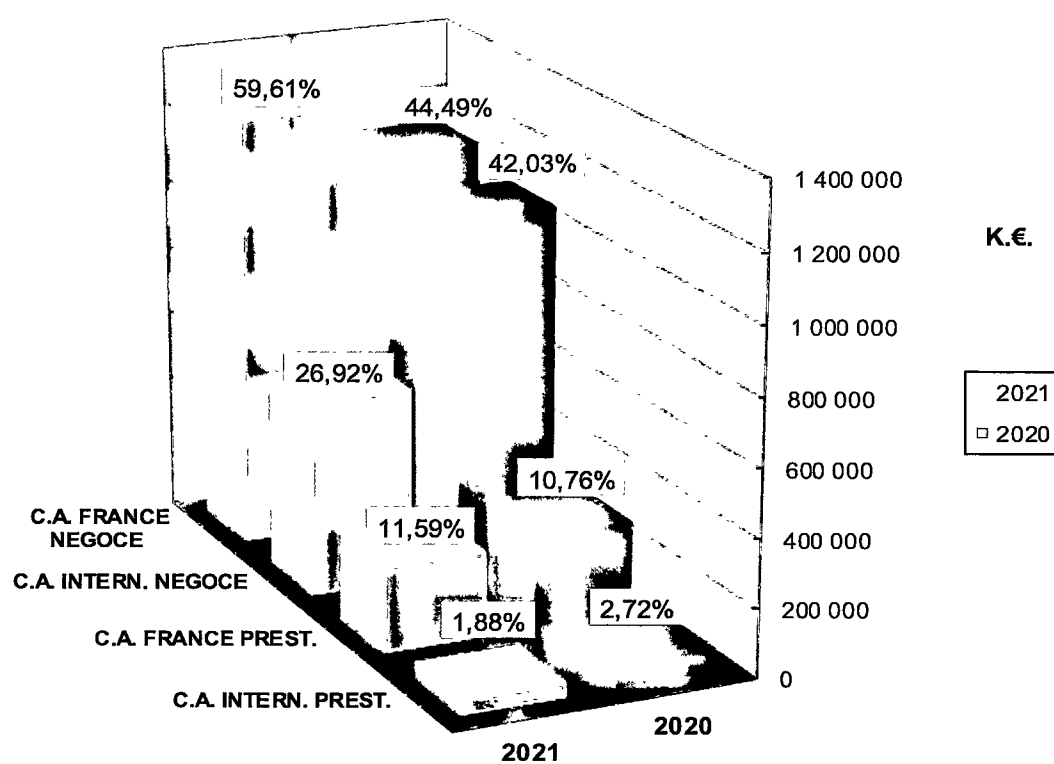 59,61%
44,49%
42,03%
1 400 000
1 200 000
K.€.
1 000 000
26,92%
800 000
2021
2020
600 000
10,76%
C.A. FRANCE
NEGOCE
11,59%
400 000
C.A. INTERN. NEGOCE
1,88%
2,72%
200 000
C.A. FRANCE PREST.
0
C.A. INTERN. PREST.
2021
2020